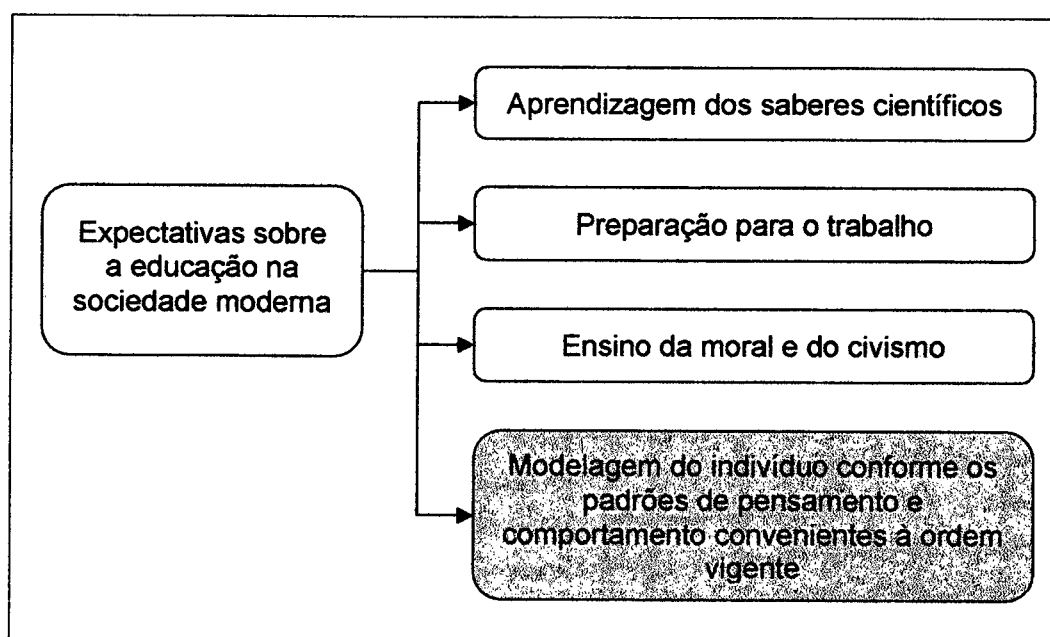 Aprendizagem dos saberes científicos
Expectativas sobre
a educação na
sociedade moderna
Preparação para o trabalho
Ensino da moral e do civismo
Modelagem do indivíduo conforme os
padrões de pensamento e
comportamento convenientes à ordem
vigente